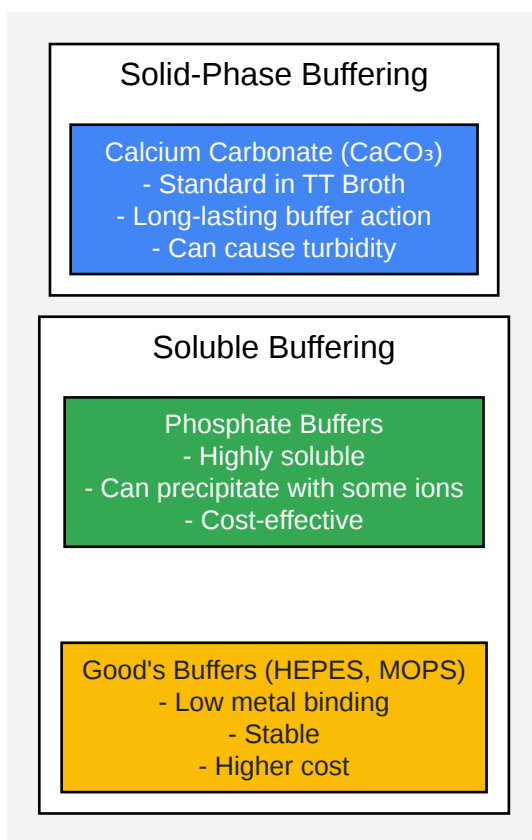 Solid-Phase Buffering
Calcium Carbonate (CaCO₃)
- Standard in TT Broth
- Long-lasting buffer action
- Can cause turbidity
Soluble Buffering
Phosphate Buffers
- Highly soluble
- Can precipitate with some ions
- Cost-effective
Good's Buffers (HEPES, MOPS)
- Low metal binding
- Stable
- Higher cost